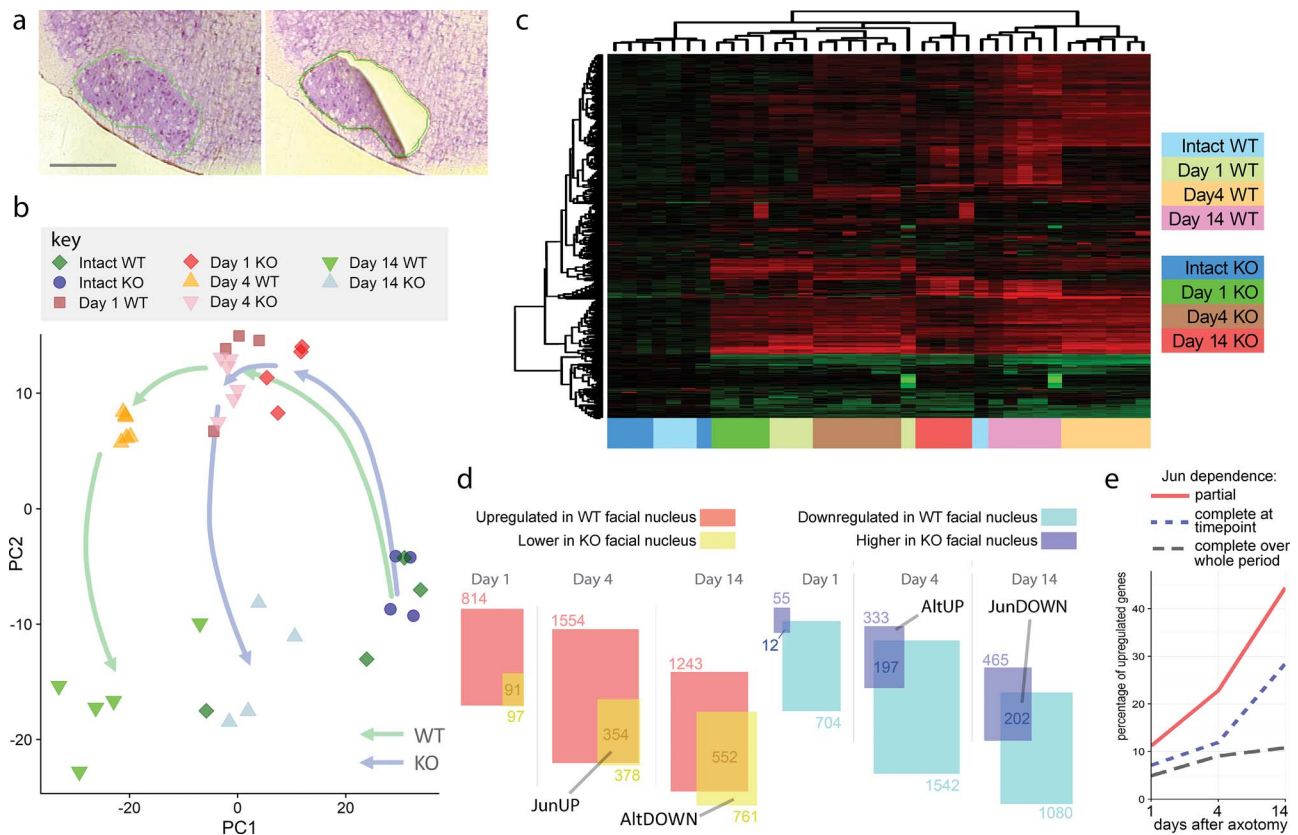 a
b
key
Intact WT
Intact KO
Day 1 WT
Day 1 KO
Day 4 WT
Day 4 KO
Day 14 WT
Day 14 KO
PC2
10
0
-10
-20
-20
0
20
PC1
WT
KO
c
Intact WT
Day 1 WT
Day4 WT
Day 14 WT
Intact KO
Day 1 KO
Day4 KO
Day 14 KO
d
Upregulated in WT facial nucleus
Lower in KO facial nucleus
Downregulated in WT facial nucleus
Higher in KO facial nucleus
Day 1
814
91
97
Day 4
1554
354
378
JunUP
Day 14
1243
552
761
AltDOWN
Day 1
55
12
704
Day 4
333
197
1542
AltUP
Day 14
465
202
1080
JunDOWN
e
Jun dependence:
partial
complete at
timepoint
complete over
whole period
percentage of upregulated genes
40
30
20
10
0
1
4
14
days after axotomy